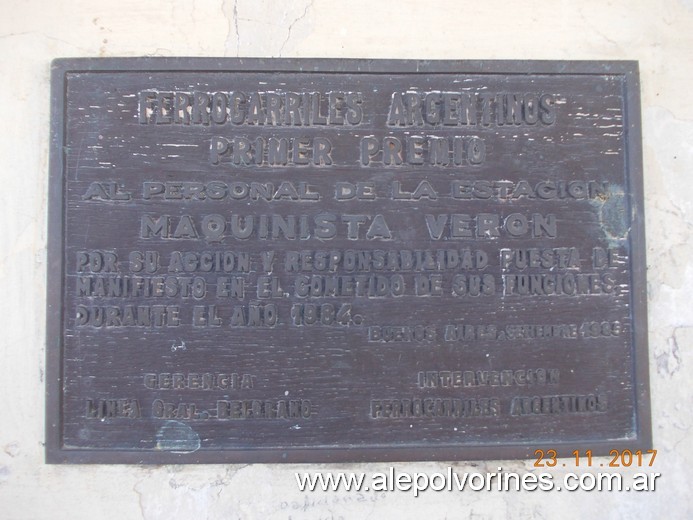 FERROCARRILES ARGENTINOS
PRIMER PREMIO
AL PERSONAL DE LA ESTACION
MAQUINISTA VERON
POR SU ACCION Y RESPONSABILIDAD PUESTA DE
MANIFIESTO EN EL COMETIDO DE SUS FUNCIONES
DURANTE EL AÑO 1984.
BUENOS AIRES,
GERENCIA
LINEA GRAL. BELGRANO
INTERVENCION
FERROCARRILES ARGENTINOS
23.11.2017
www.alepolvorines.com.ar